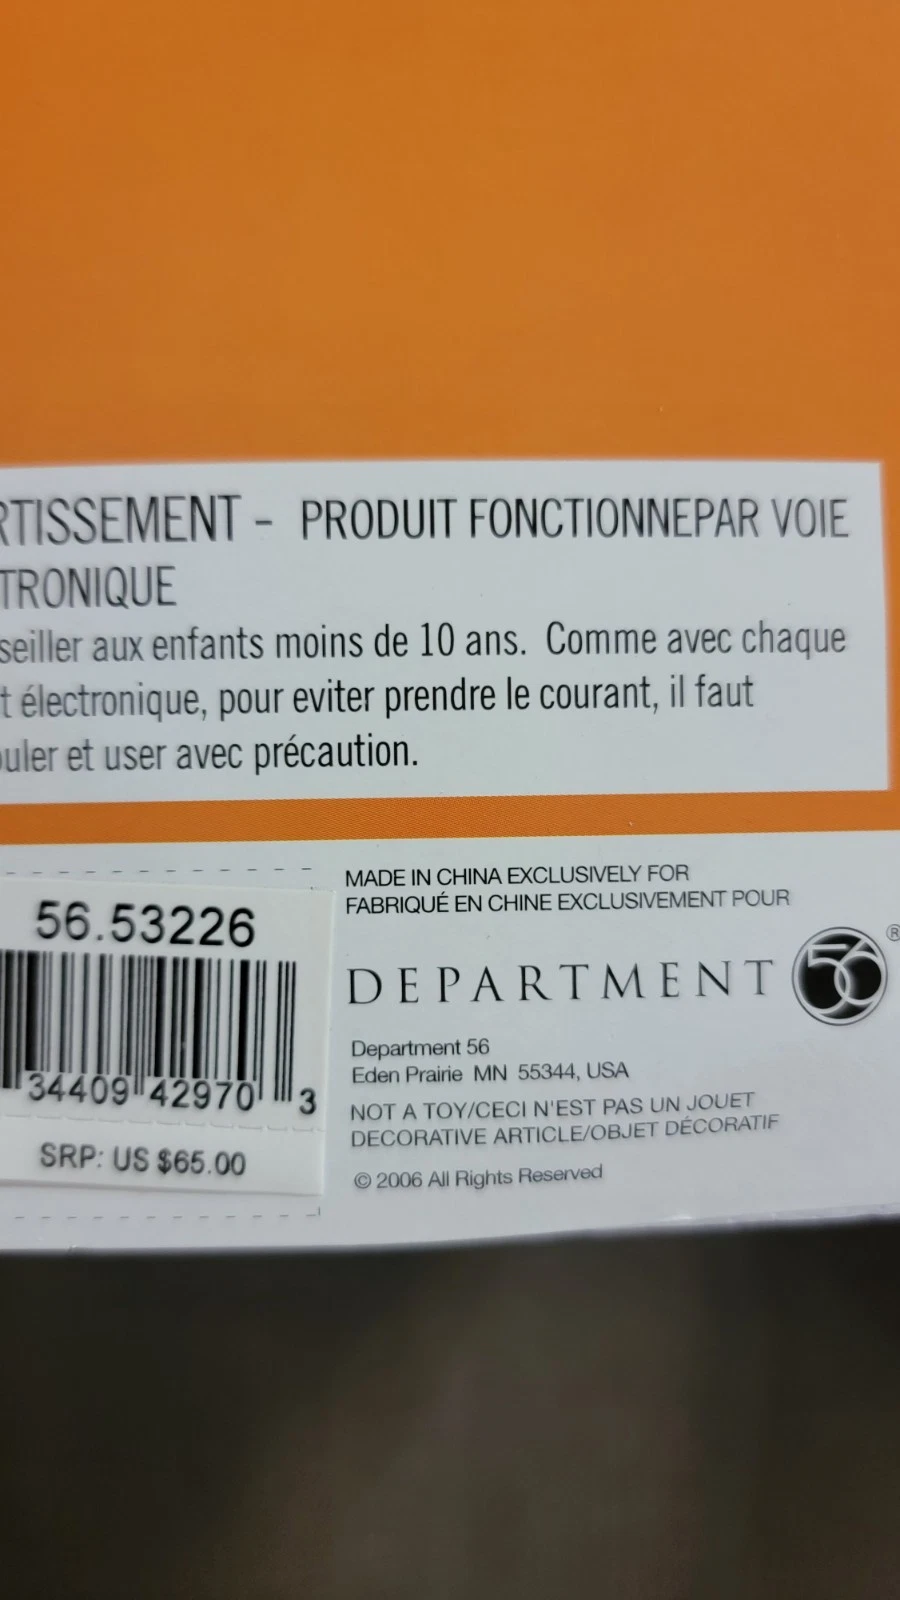 RTISSEMENT - PRODUIT FONCTIONNEPAR VOIE
TRONIQUE
seiller aux enfants moins de 10 ans. Comme avec chaque
t électronique, pour eviter prendre le courant, il faut
uler et user avec précaution.
MADE IN CHINA EXCLUSIVELY FOR
FABRIQUÉ EN CHINE EXCLUSIVEMENT POUR
DEPARTMENT 56 ®
Department 56
Eden Prairie MN 55344, USA
NOT A TOY/CECI N'EST PAS UN JOUET
DECORATIVE ARTICLE/OBJET DÉCORATIF
© 2006 All Rights Reserved
56.53226
34409 42970 3
SRP: US $65.00